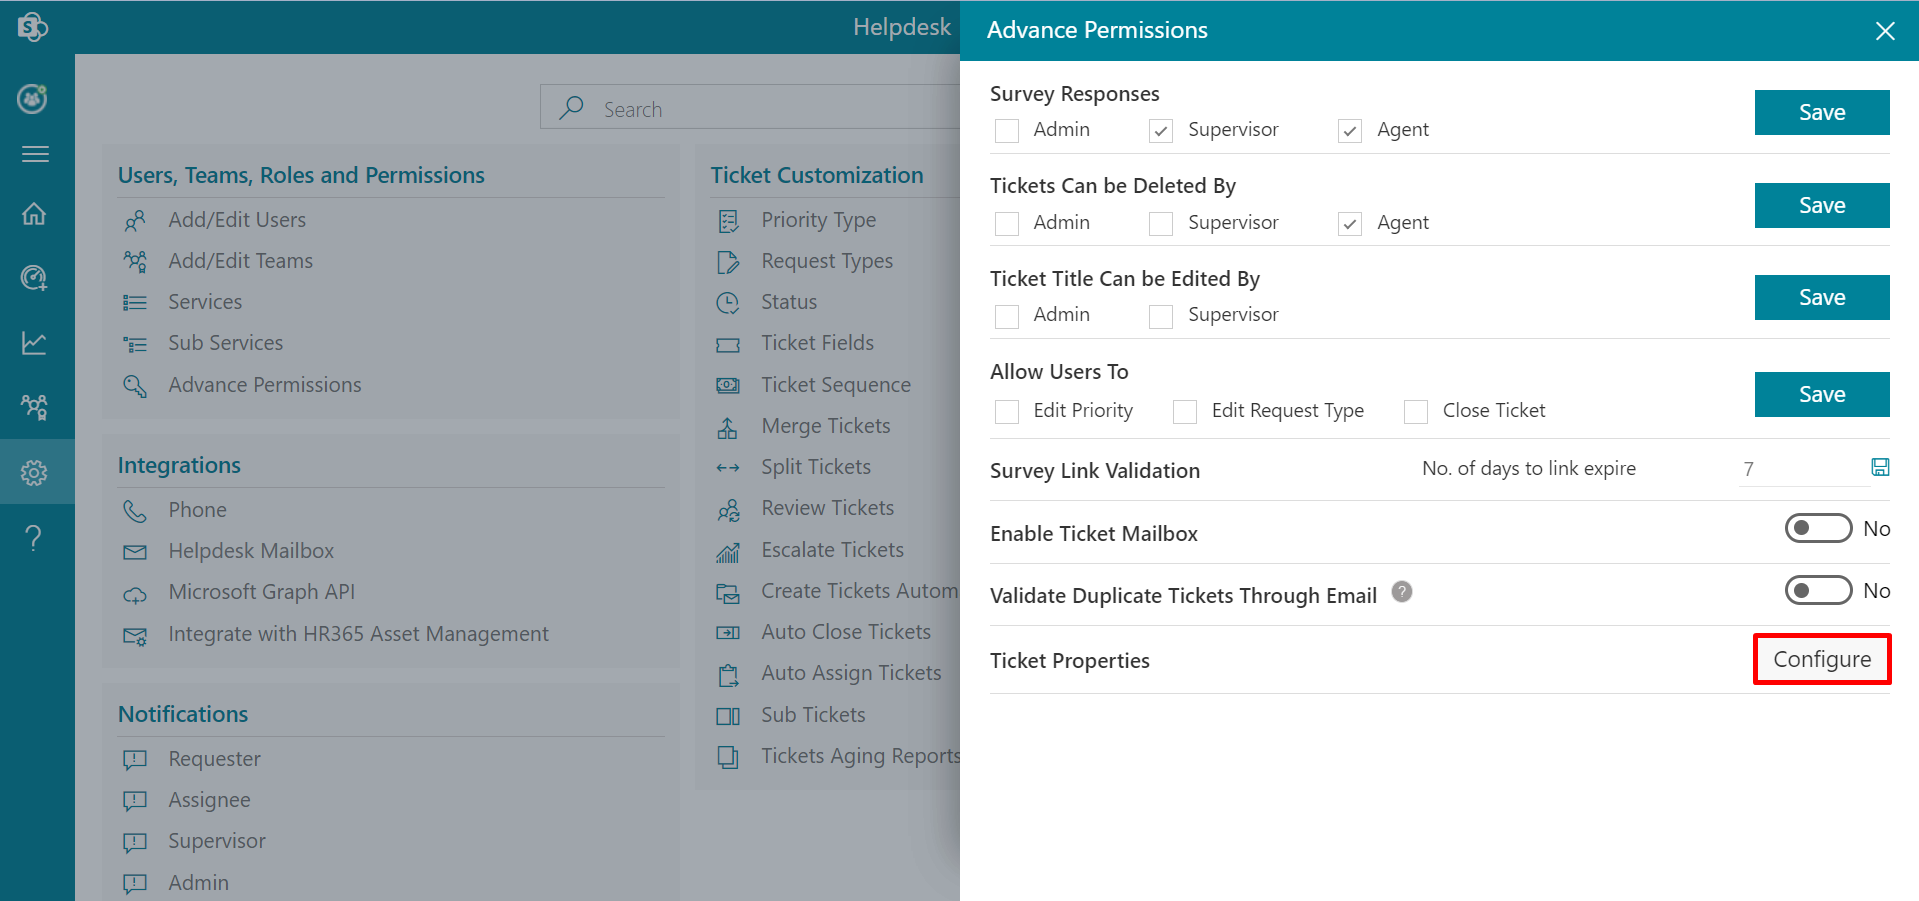 S
Helpdesk
Search
Users, Teams, Roles and Permissions
Add/Edit Users
Add/Edit Teams
Services
Sub Services
Advance Permissions
Integrations
Phone
Helpdesk Mailbox
Microsoft Graph API
Integrate with HR365 Asset Management
Notifications
Requester
Assignee
Supervisor
Admin
Ticket Customization
Priority Type
Request Types
Status
Ticket Fields
Ticket Sequence
Merge Tickets
Split Tickets
Review Tickets
Escalate Tickets
Create Tickets Autom
Auto Close Tickets
Auto Assign Tickets
Sub Tickets
Tickets Aging Reports
Advance Permissions
Survey Responses
Admin Supervisor Agent
Save
Tickets Can be Deleted By
Admin Supervisor Agent
Save
Ticket Title Can be Edited By
Admin Supervisor
Save
Allow Users To
Edit Priority Edit Request Type Close Ticket
Save
Survey Link Validation No. of days to link expire 7
Enable Ticket Mailbox No
Validate Duplicate Tickets Through Email ? No
Ticket Properties Configure